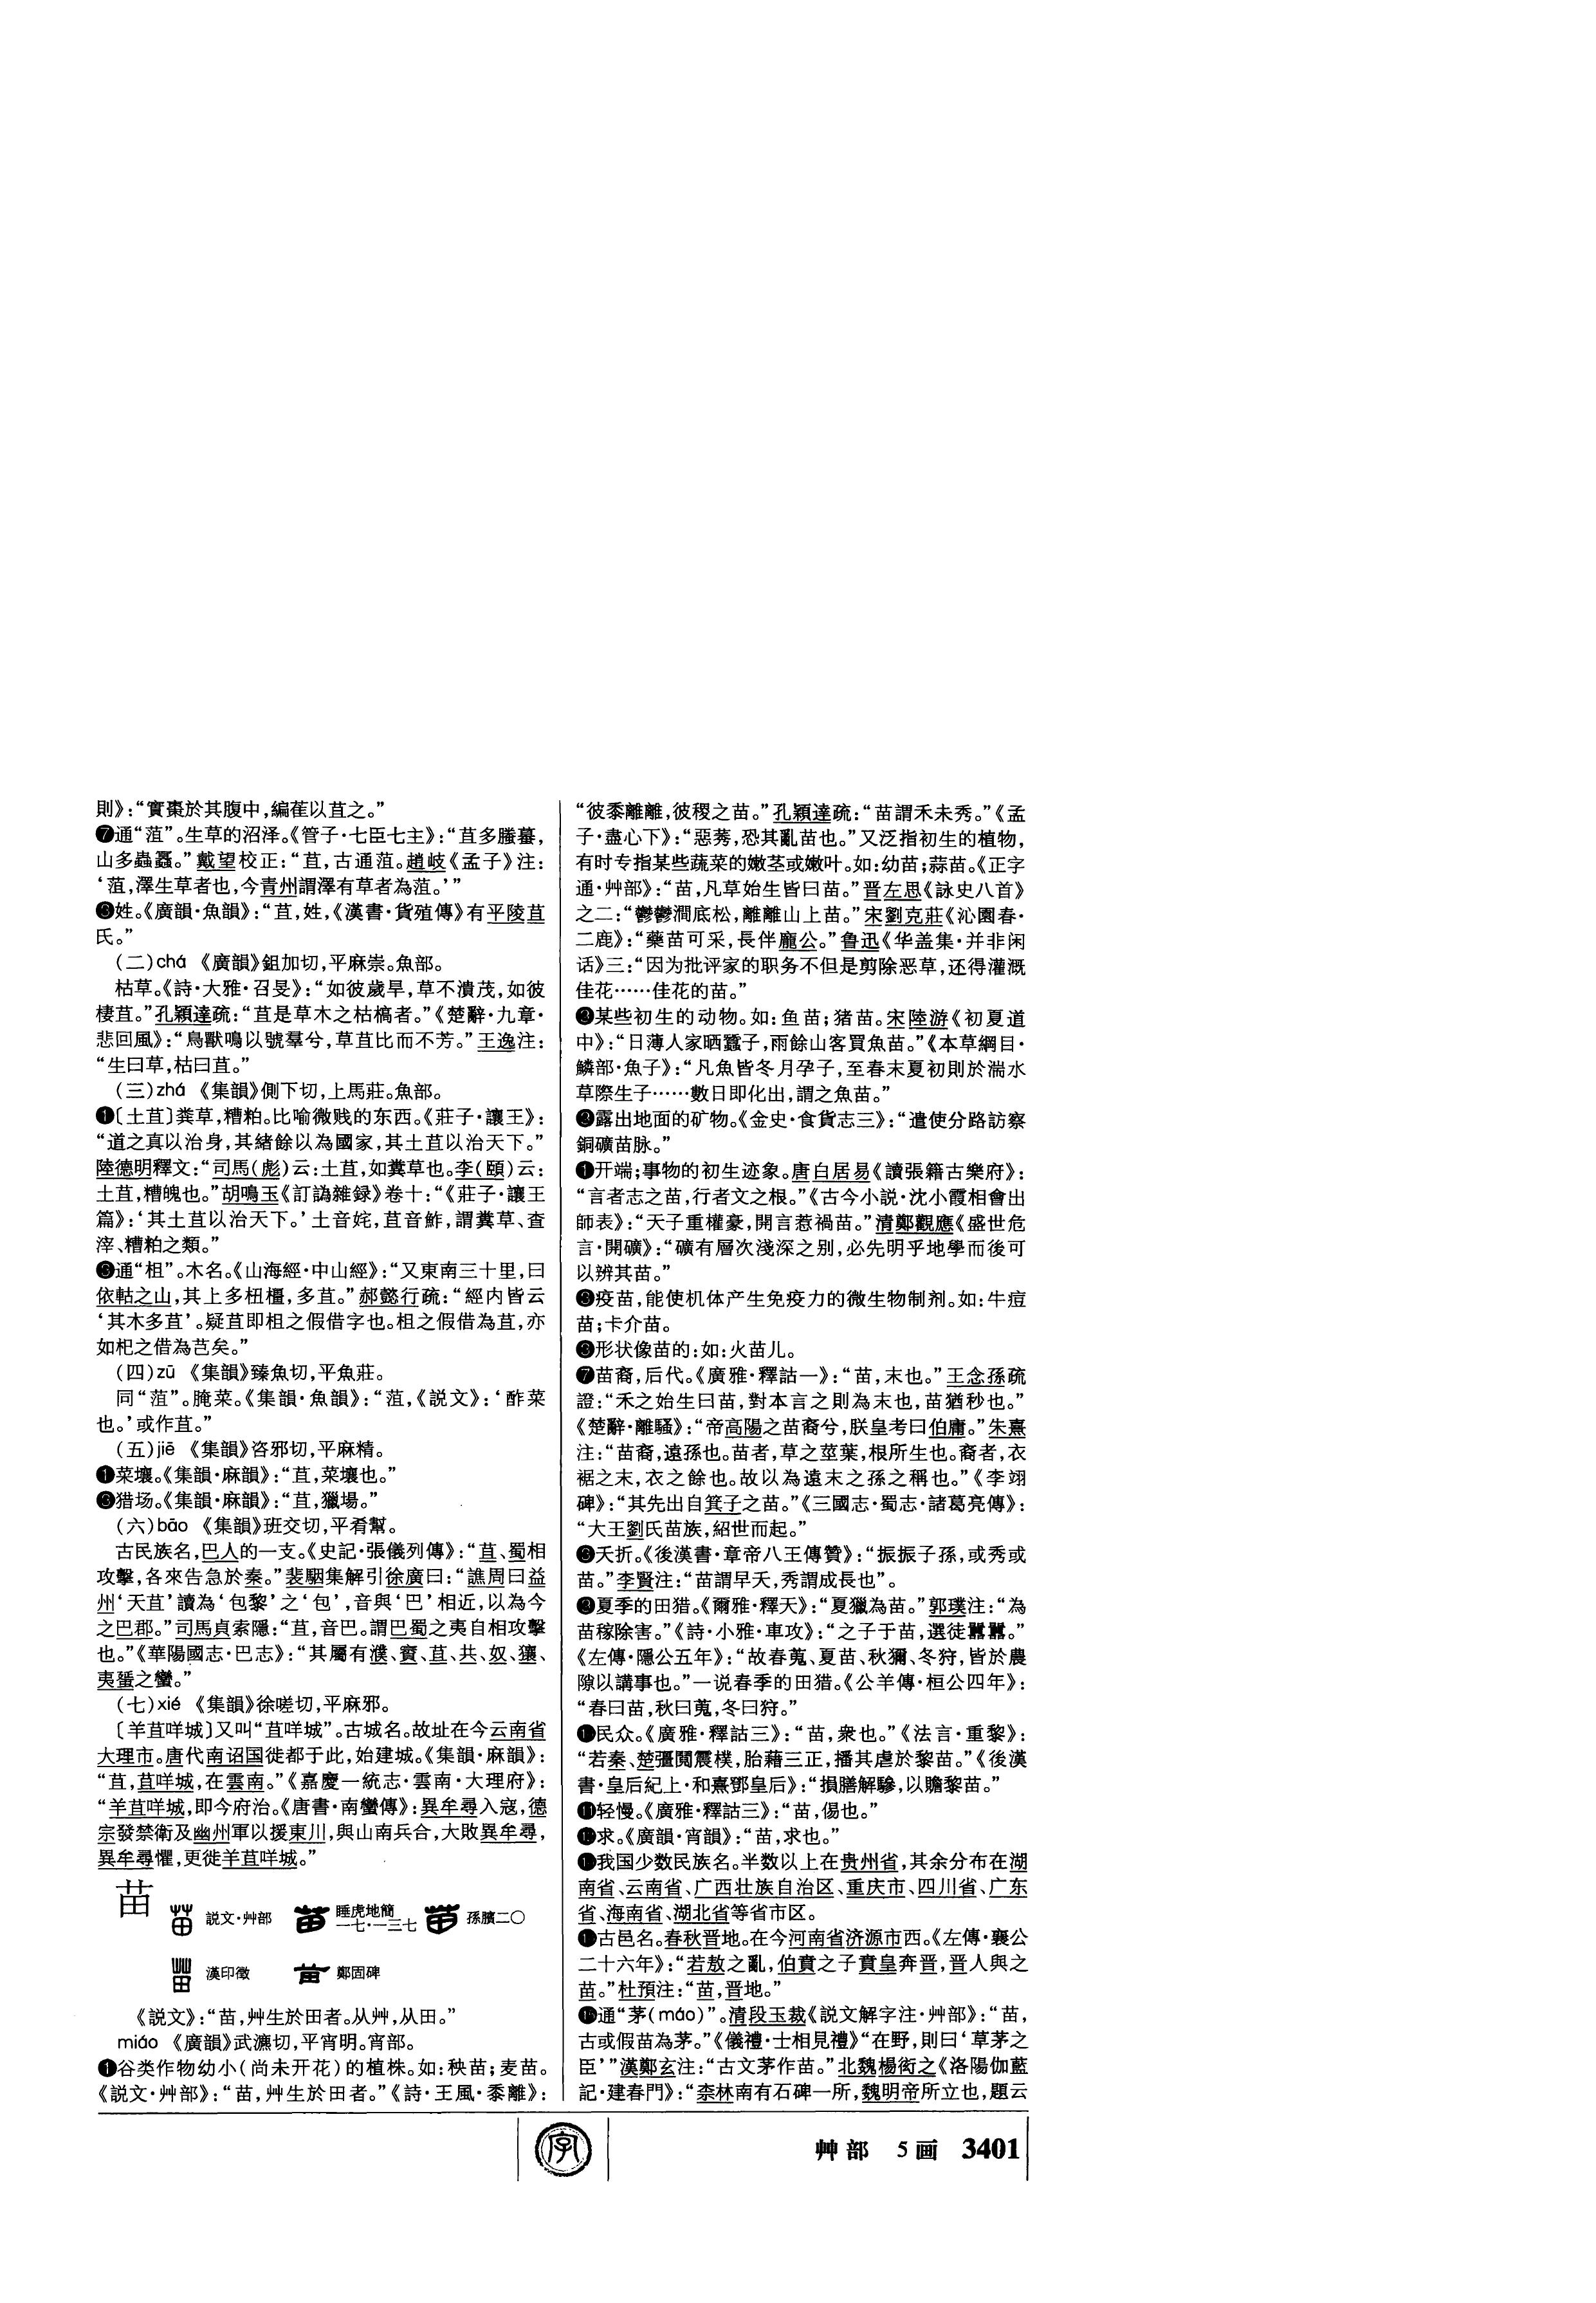 則》：“實棗於其腹中，編萑以苴之。”
❼通“菹”。生草的沼泽。《管子·七臣七主》：“苴多螣蟇，
山多蟲螶。”戴望校正：“苴，古通菹。趙岐《孟子》注：
‘菹，澤生草者也，今青州謂澤有草者為菹。’”
姓。《廣韻·魚韻》：“苴，姓，《漢書·貨殖傳》有平陵苴
氏。”
（二）chá 《廣韻》鉏加切，平麻崇。魚部。
枯草。《詩·大雅·召旻》：“如彼歲旱，草不潰茂，如彼
棲苴。”孔穎達疏：“苴是草木之枯槁者。”《楚辭·九章·
悲回風》：“鳥獸鳴以號羣兮，草苴比而不芳。”王逸注：
“生曰草，枯曰苴。”
（三）zhǎ 《集韻》側下切，上馬莊。魚部。
❶〔土苴〕粪草，糟粕。比喻微贱的东西。《莊子·讓王》：
“道之真以治身，其緒餘以為國家，其土苴以治天下。”
陸德明釋文：“司馬（彪）云：土苴，如糞草也。李（頤）云：
土苴，糟魄也。”胡鳴玉《訂譌雜録》卷十：“《莊子·讓王
篇》：‘其土苴以治天下。’土音姹，苴音鮓，謂糞草、查
滓、糟粕之類。”
通“柤”。木名。《山海經·中山經》：“又東南三十里，曰
依軲之山，其上多杻橿，多苴。”郝懿行疏：“經内皆云
‘其木多苴’。疑苴即柤之假借字也。柤之假借為苴，亦
如杞之借為芑矣。”
（四）zū 《集韻》臻魚切，平魚莊。
同“菹”。腌菜。《集韻·魚韻》：“菹，《説文》：‘酢菜
也。’或作苴。”
（五）jiē 《集韻》咨邪切，平麻精。
❶菜壤。《集韻·麻韻》：“苴，菜壤也。”
猎场。《集韻·麻韻》：“苴，獵場。”
（六）bāo 《集韻》班交切，平肴幫。
古民族名，巴人的一支。《史記·張儀列傳》：“苴、蜀相
攻擊，各來告急於秦。”裴駰集解引徐廣曰：“譙周曰益
州‘天苴’讀為‘包黎’之‘包’，音與‘巴’相近，以為今
之巴郡。”司馬貞索隱：“苴，音巴。謂巴蜀之夷自相攻擊
也。”《華陽國志·巴志》：“其屬有濮、賨、苴、共、奴、獽、
夷蜑之蠻。”
（七）xié 《集韻》徐嗟切，平麻邪。
〔羊苴咩城〕又叫“苴咩城”。古城名。故址在今云南省
大理市。唐代南诏国徙都于此，始建城。《集韻·麻韻》：
“苴，苴咩城，在雲南。”《嘉慶一統志·雲南·大理府》：
“羊苴咩城，即今府治。《唐書·南蠻傳》：異牟尋入寇，德
宗發禁衛及幽州軍以援東川，與山南兵合，大敗異牟尋，
異牟尋懼，更徙羊苴咩城。”
苗
説文·艸部 睡虎地簡一七·一三七 孫臏二〇
漢印徵 鄭固碑
《説文》：“苗，艸生於田者。从艸，从田。”
miáo 《廣韻》武瀌切，平宵明。宵部。
❶谷类作物幼小（尚未开花）的植株。如：秧苗；麦苗。
《説文·艸部》：“苗，艸生於田者。”《詩·王風·黍離》：
“彼黍離離，彼稷之苗。”孔穎達疏：“苗謂禾未秀。”《孟
子·盡心下》：“惡莠，恐其亂苗也。”又泛指初生的植物，
有时专指某些蔬菜的嫩茎或嫩叶。如：幼苗；蒜苗。《正字
通·艸部》：“苗，凡草始生皆曰苗。”晋左思《詠史八首》
之二：“鬱鬱澗底松，離離山上苗。”宋劉克莊《沁園春·
二鹿》：“藥苗可采，長伴龐公。”鲁迅《华盖集·并非闲
话》三：“因为批评家的职务不但是剪除恶草，还得灌溉
佳花……佳花的苗。”
某些初生的动物。如：鱼苗；猪苗。宋陸游《初夏道
中》：“日薄人家晒蠶子，雨餘山客買魚苗。”《本草綱目·
鱗部·魚子》：“凡魚皆冬月孕子，至春末夏初則於湍水
草際生子……數日即化出，謂之魚苗。”
露出地面的矿物。《金史·食貨志三》：“遣使分路訪察
銅礦苗脉。”
开端；事物的初生迹象。唐白居易《讀張籍古樂府》：
“言者志之苗，行者文之根。”《古今小説·沈小霞相會出
師表》：“天子重權豪，開言惹禍苗。”清鄭觀應《盛世危
言·開礦》：“礦有層次淺深之别，必先明乎地學而後可
以辨其苗。”
疫苗，能使机体产生免疫力的微生物制剂。如：牛痘
苗；卡介苗。
形状像苗的：如：火苗儿。
❼苗裔，后代。《廣雅·釋詁一》：“苗，末也。”王念孫疏
證：“禾之始生曰苗，對本言之則為末也，苗猶秒也。”
《楚辭·離騷》：“帝高陽之苗裔兮，朕皇考曰伯庸。”朱熹
注：“苗裔，遠孫也。苗者，草之莖葉，根所生也。裔者，衣
裾之末，衣之餘也。故以為遠末之孫之稱也。”《李翊
碑》：“其先出自箕子之苗。”《三國志·蜀志·諸葛亮傳》：
“大王劉氏苗族，紹世而起。”
夭折。《後漢書·章帝八王傳贊》：“振振子孫，或秀或
苗。”李賢注：“苗謂早夭，秀謂成長也”。
夏季的田猎。《爾雅·釋天》：“夏獵為苗。”郭璞注：“為
苗稼除害。”《詩·小雅·車攻》：“之子于苗，選徒囂囂。”
《左傳·隱公五年》：“故春蒐、夏苗、秋獮、冬狩，皆於農
隙以講事也。”一说春季的田猎。《公羊傳·桓公四年》：
“春曰苗，秋曰蒐，冬曰狩。”
民众。《廣雅·釋詁三》：“苗，衆也。”《法言·重黎》：
“若秦、楚彊鬩震樸，胎藉三正，播其虐於黎苗。”《後漢
書·皇后紀上·和熹鄧皇后》：“損膳解驂，以贍黎苗。”
⓫轻慢。《廣雅·釋詁三》：“苗，傷也。”
求。《廣韻·宵韻》：“苗，求也。”
我国少数民族名。半数以上在贵州省，其余分布在湖
南省、云南省、广西壮族自治区、重庆市、四川省、广东
省、海南省、湖北省等省市区。
古邑名。春秋晋地。在今河南省济源市西。《左傳·襄公
二十六年》：“若敖之亂，伯賁之子賁皇奔晋，晋人與之
苗。”杜預注：“苗，晋地。”
通“茅（máo）”。清段玉裁《説文解字注·艸部》：“苗，
古或假苗為茅。”《儀禮·士相見禮》“在野，則曰‘草茅之
臣’”漢鄭玄注：“古文茅作苗。”北魏楊衒之《洛陽伽藍
記·建春門》：“柰林南有石碑一所，魏明帝所立也，題云
字
艸部 5画 3401